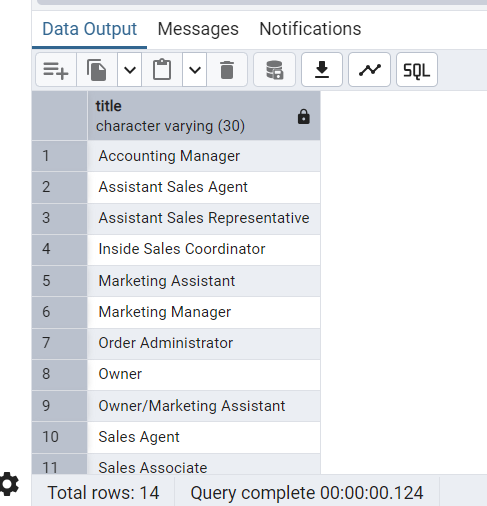 Data Output Messages Notifications
SQL
title
character varying (30)
1 Accounting Manager
2 Assistant Sales Agent
3 Assistant Sales Representative
4 Inside Sales Coordinator
5 Marketing Assistant
6 Marketing Manager
7 Order Administrator
8 Owner
9 Owner/Marketing Assistant
10 Sales Agent
11 Sales Associate
Total rows: 14 Query complete 00:00:00.124